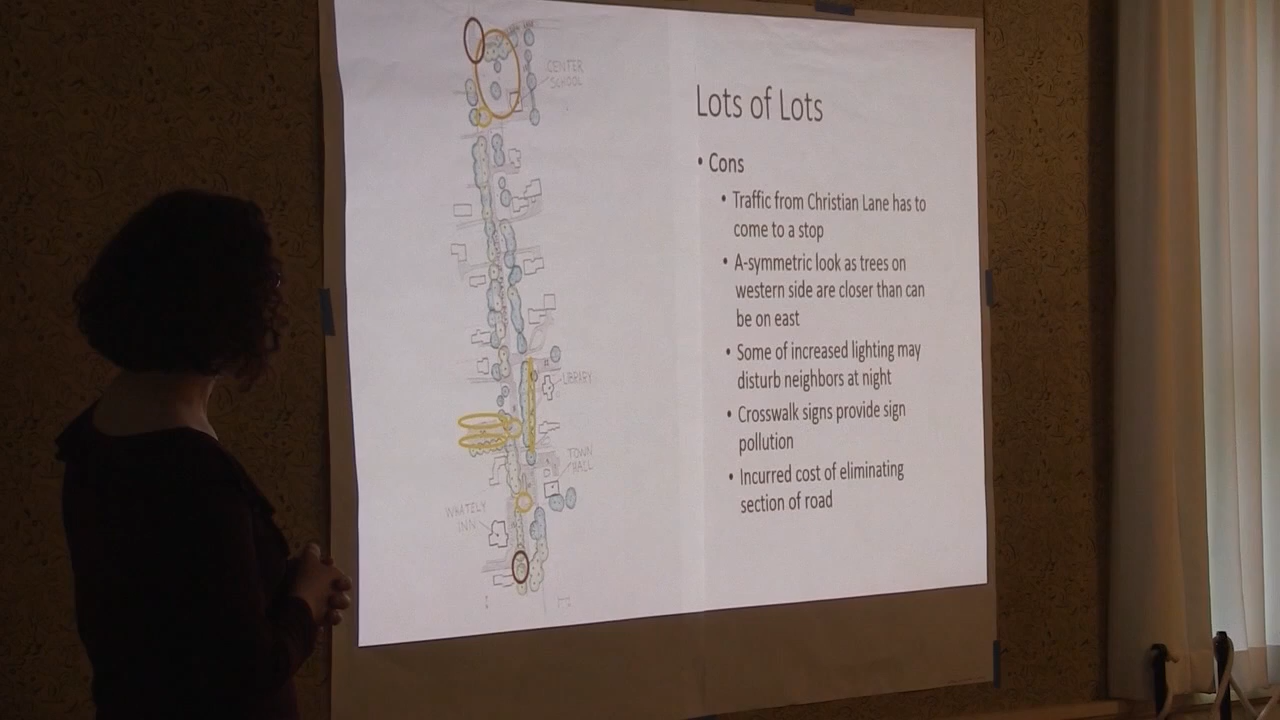 CENTER
SCHOOL
LIBRARY
TOWN
HALL
WHATELY
INN
Lots of Lots
• Cons
• Traffic from Christian Lane has to
come to a stop
• A-symmetric look as trees on
western side are closer than can
be on east
• Some of increased lighting may
disturb neighbors at night
• Crosswalk signs provide sign
pollution
• Incurred cost of eliminating
section of road